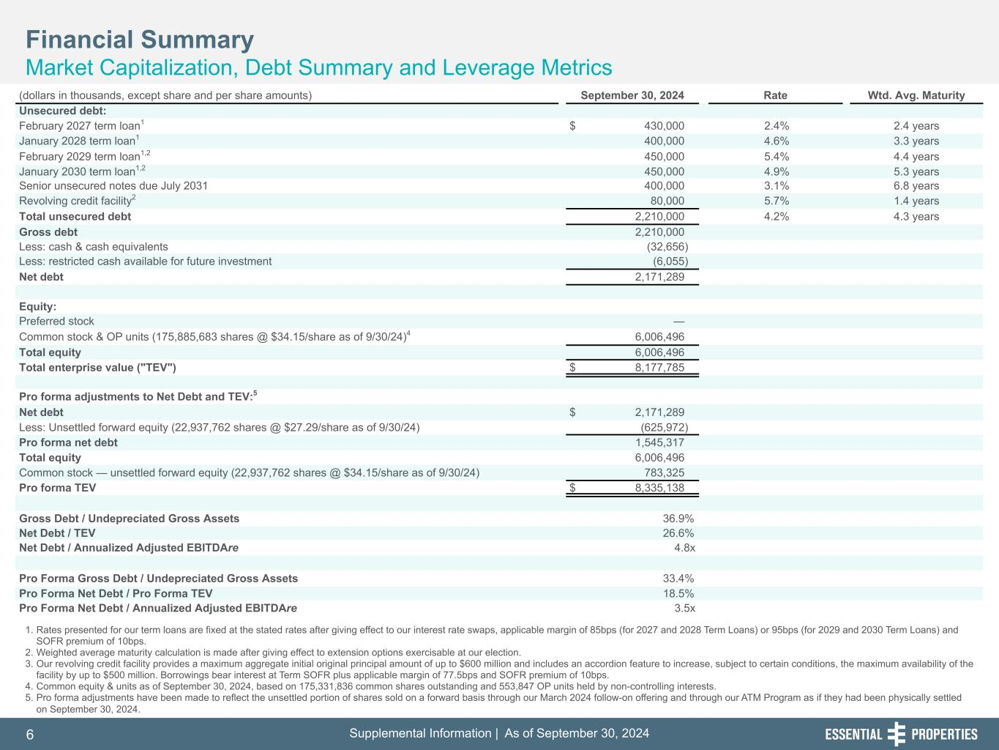 Financial Summary
Market Capitalization, Debt Summary and Leverage Metrics
(dollars in thousands, except share and per share amounts) September 30, 2024 Rate Wtd. Avg. Maturity
Unsecured debt:
February 2027 term loan1 $ 430,000 2.4% 2.4 years
January 2028 term loan1 400,000 4.6% 3.3 years
February 2029 term loan1,2 450,000 5.4% 4.4 years
January 2030 term loan1,2 450,000 4.9% 5.3 years
Senior unsecured notes due July 2031 400,000 3.1% 6.8 years
Revolving credit facility2 80,000 5.7% 1.4 years
Total unsecured debt 2,210,000 4.2% 4.3 years
Gross debt 2,210,000
Less: cash & cash equivalents (32,656)
Less: restricted cash available for future investment (6,055)
Net debt 2,171,289
Equity:
Preferred stock —
Common stock & OP units (175,885,683 shares @ $34.15/share as of 9/30/24)4 6,006,496
Total equity 6,006,496
Total enterprise value ("TEV") $ 8,177,785
Pro forma adjustments to Net Debt and TEV:5
Net debt $ 2,171,289
Less: Unsettled forward equity (22,937,762 shares @ $27.29/share as of 9/30/24) (625,972)
Pro forma net debt 1,545,317
Total equity 6,006,496
Common stock — unsettled forward equity (22,937,762 shares @ $34.15/share as of 9/30/24) 783,325
Pro forma TEV $ 8,335,138
Gross Debt / Undepreciated Gross Assets 36.9%
Net Debt / TEV 26.6%
Net Debt / Annualized Adjusted EBITDAre 4.8x
Pro Forma Gross Debt / Undepreciated Gross Assets 33.4%
Pro Forma Net Debt / Pro Forma TEV 18.5%
Pro Forma Net Debt / Annualized Adjusted EBITDAre 3.5x
1. Rates presented for our term loans are fixed at the stated rates after giving effect to our interest rate swaps, applicable margin of 85bps (for 2027 and 2028 Term Loans) or 95bps (for 2029 and 2030 Term Loans) and
SOFR premium of 10bps.
2. Weighted average maturity calculation is made after giving effect to extension options exercisable at our election.
3. Our revolving credit facility provides a maximum aggregate initial original principal amount of up to $600 million and includes an accordion feature to increase, subject to certain conditions, the maximum availability of the
facility by up to $500 million. Borrowings bear interest at Term SOFR plus applicable margin of 77.5bps and SOFR premium of 10bps.
4. Common equity & units as of September 30, 2024, based on 175,331,836 common shares outstanding and 553,847 OP units held by non-controlling interests.
5. Pro forma adjustments have been made to reflect the unsettled portion of shares sold on a forward basis through our March 2024 follow-on offering and through our ATM Program as if they had been physically settled
on September 30, 2024.
6 Supplemental Information | As of September 30, 2024 ESSENTIAL PROPERTIES